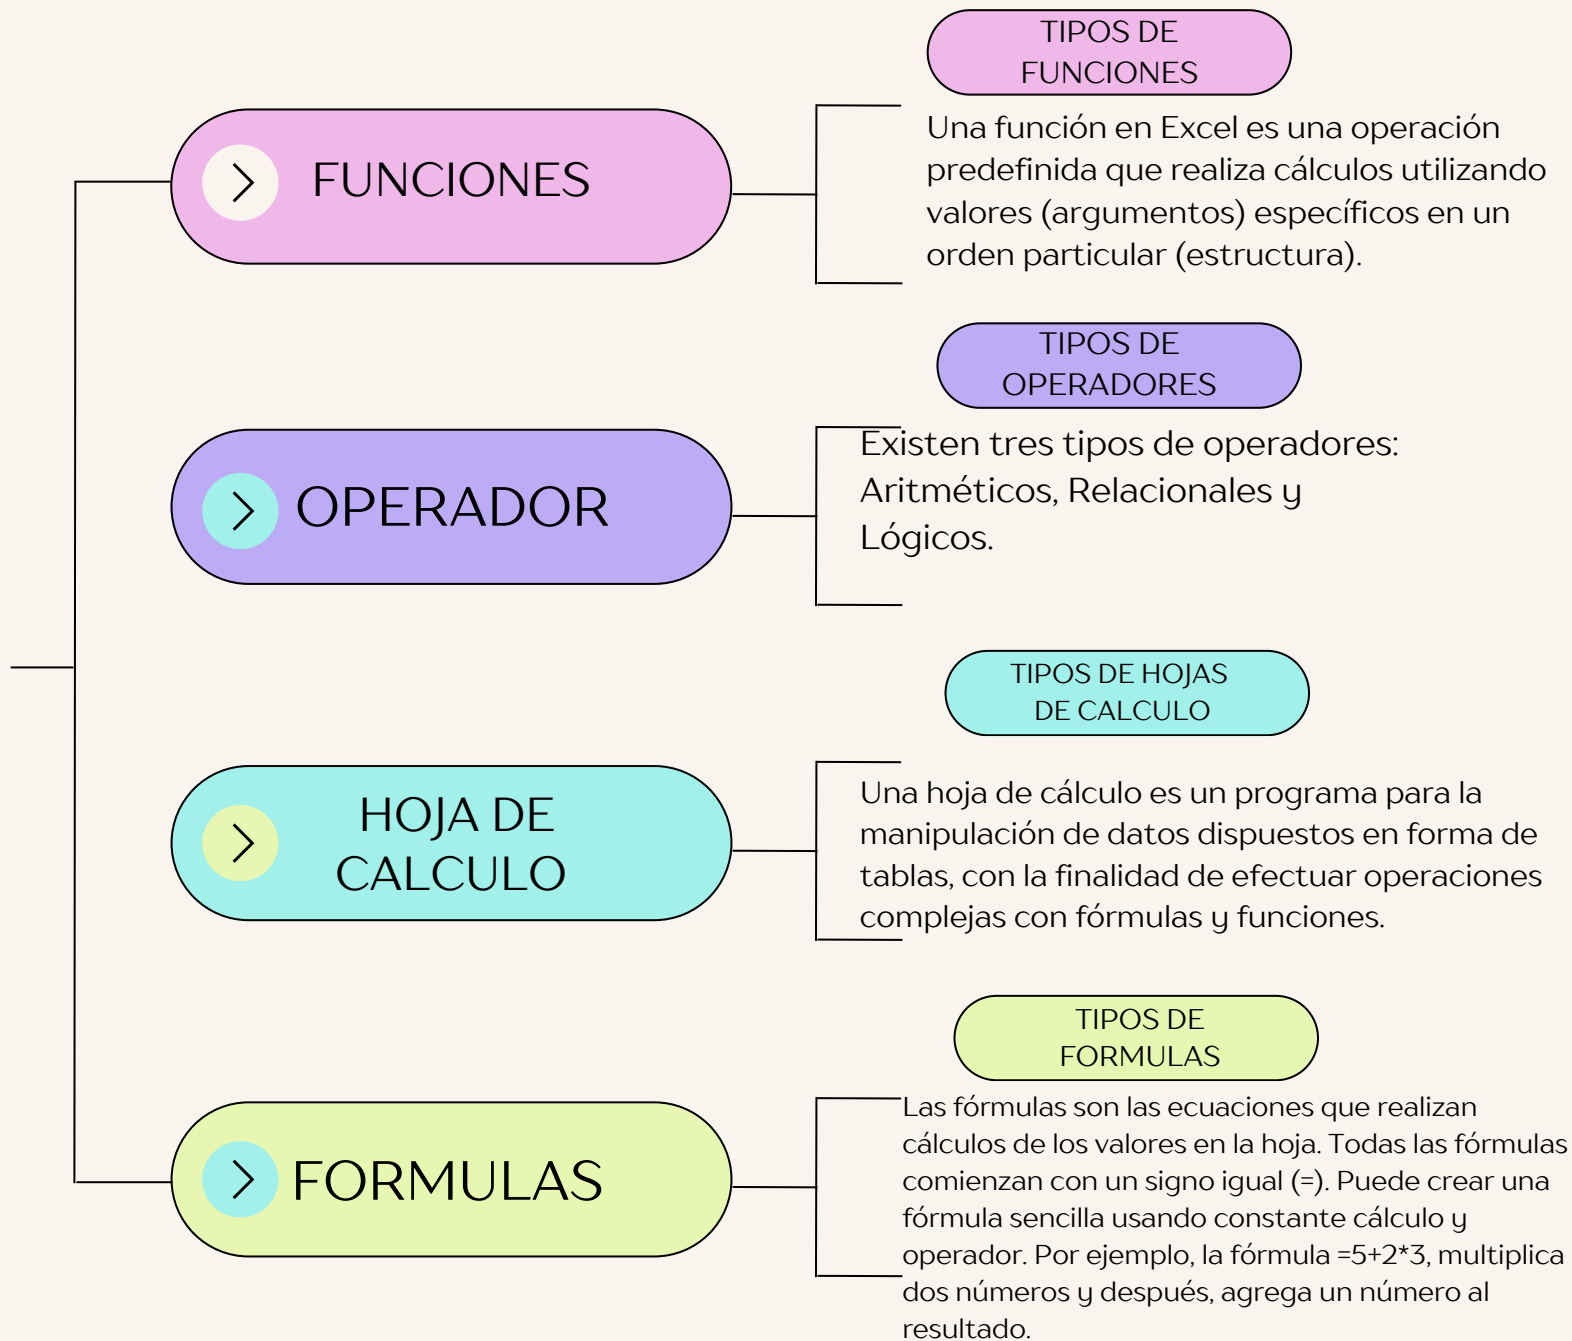 FUNCIONES
TIPOS DE
FUNCIONES
Una función en Excel es una operación
predefinida que realiza cálculos utilizando
valores (argumentos) específicos en un
orden particular (estructura).
OPERADOR
TIPOS DE
OPERADORES
Existen tres tipos de operadores:
Aritméticos, Relacionales y
Lógicos.
HOJA DE
CALCULO
TIPOS DE HOJAS
DE CALCULO
Una hoja de cálculo es un programa para la
manipulación de datos dispuestos en forma de
tablas, con la finalidad de efectuar operaciones
complejas con fórmulas y funciones.
FORMULAS
TIPOS DE
FORMULAS
Las fórmulas son las ecuaciones que realizan
cálculos de los valores en la hoja. Todas las fórmulas
comienzan con un signo igual (=). Puede crear una
fórmula sencilla usando constante cálculo y
operador. Por ejemplo, la fórmula =5+2*3, multiplica
dos números y después, agrega un número al
resultado.